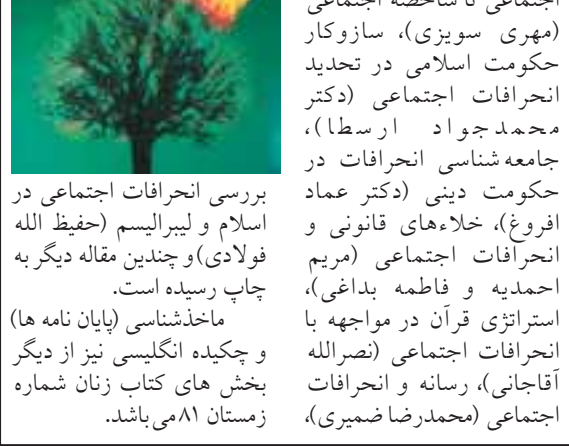 اجتماعی تا شاخصه اجتماعی
(مهری سویزی)، سازوکار
حکومت اسلامی در تحدید
انحرافات اجتماعی (دکتر
محمدجواد ارسطا)،
جامعه‌شناسی انحرافات در
حکومت دینی (دکتر عماد
افروغ)، خلاءهای قانونی و
انحرافات اجتماعی (مریم
احمدیه و فاطمه بداغی)،
استراتژی قرآن در مواجهه با
انحرافات اجتماعی (نصرالله
آقاجانی)، رسانه و انحرافات
اجتماعی (محمدرضا ضمیری)،
بررسی انحرافات اجتماعی در
اسلام و لیبرالیسم (حفیظ الله
فولادی) و چندین مقاله دیگر به
چاپ رسیده است.
ماخذشناسی (پایان نامه ها)
و چکیده انگلیسی نیز از دیگر
بخش های کتاب زنان شماره
زمستان ۸۱ می‌باشد.